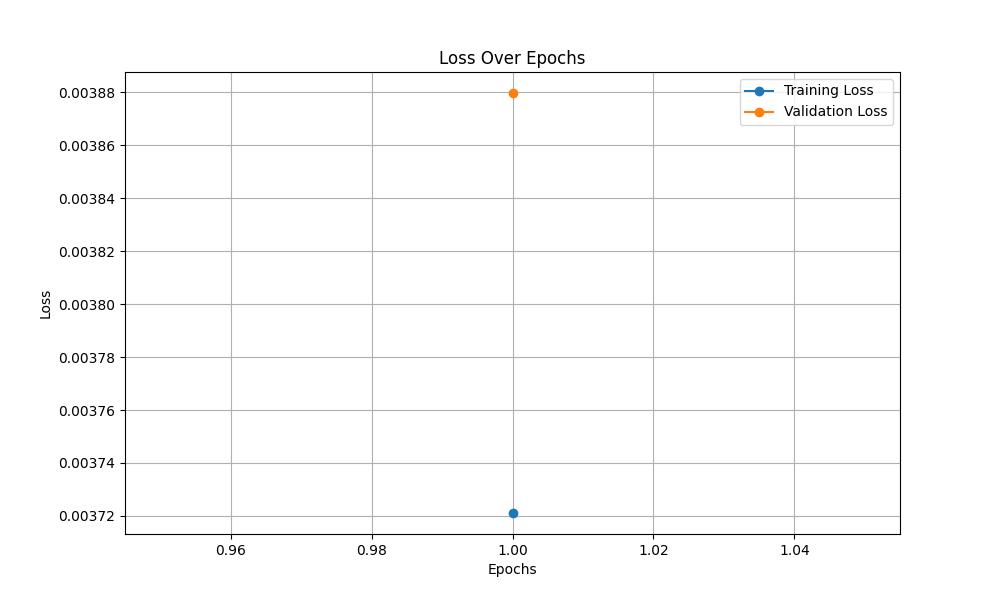 Loss Over Epochs
Training Loss
Validation Loss
0.00388
0.00386
0.00384
0.00382
0.00380
0.00378
0.00376
0.00374
0.00372
Loss
0.96 0.98 1.00 1.02 1.04
Epochs